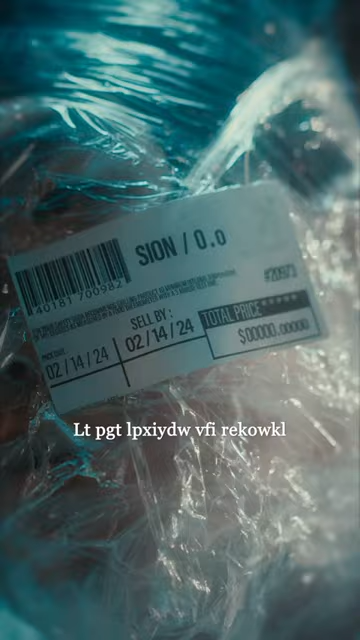 SION / 0.0
40181 700982
#20973
SELL BY :
TOTAL PRICE *****
02 / 14 / 24
02 / 14 / 24
$00000.00000
Lt pgt lpxiydw vfi rekowkl